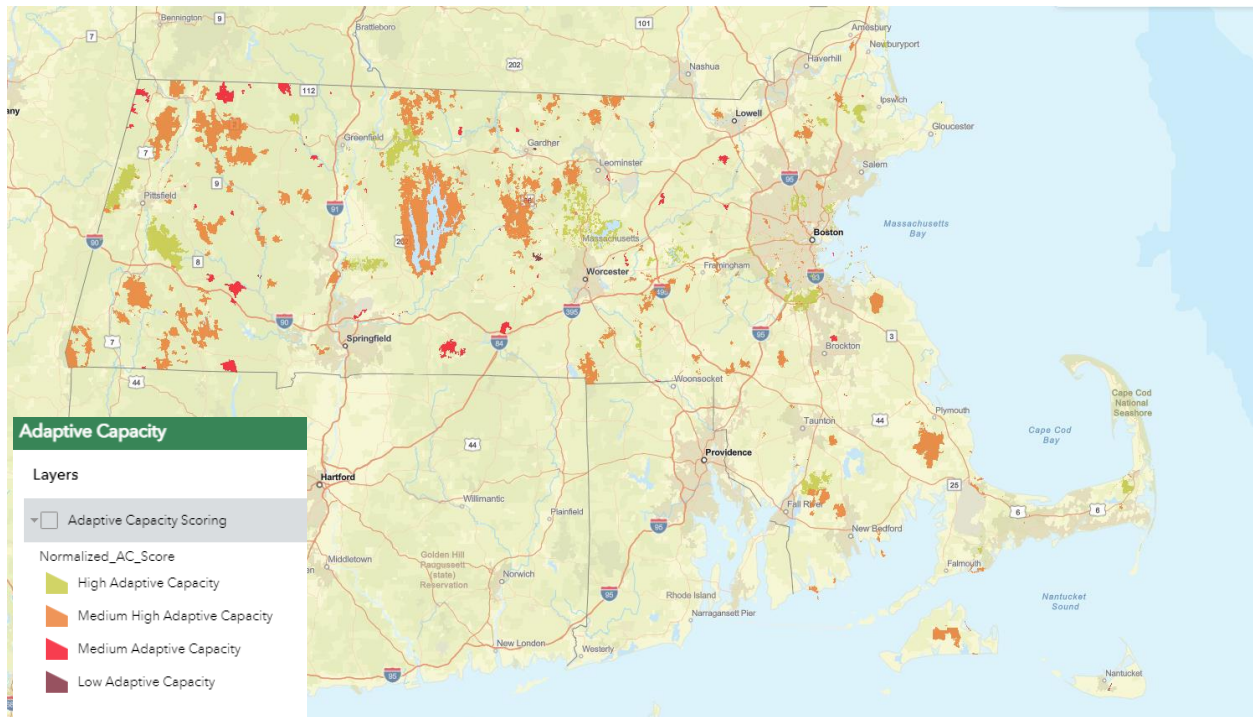 Bennington
9
7
Brattleboro
101
Amesbury
Newburyport
202
Nashua
Haverhill
any
112
Lowell
Ipswich
Gloucester
Greenfield
Gardner
7
Leominster
Salem
9
95
Pittsfield
91
Massachusetts
Bay
202
Massachusetts
Boston
90
8
Worcester
Framingham
93
495
395
90
Springfield
84
95
Brockton
3
7
44
Woonsocket
Cape Cod
National
Seashore
Plymouth
Taunton
44
Cape Cod
Bay
Adaptive Capacity
44
Providence
Layers
Hartford
25
Willimantic
Fall River
6
6
Adaptive Capacity Scoring
Plainfield
95
New Bedford
Normalized_AC_Score
Middletown
Golden Hill
Paugussett
(state)
Reservation
Falmouth
High Adaptive Capacity
Norwich
95
Rhode Island
Nantucket
Sound
Medium High Adaptive Capacity
Narragansett Pier
Medium Adaptive Capacity
New London
Westerly
95
Nantucket
Low Adaptive Capacity